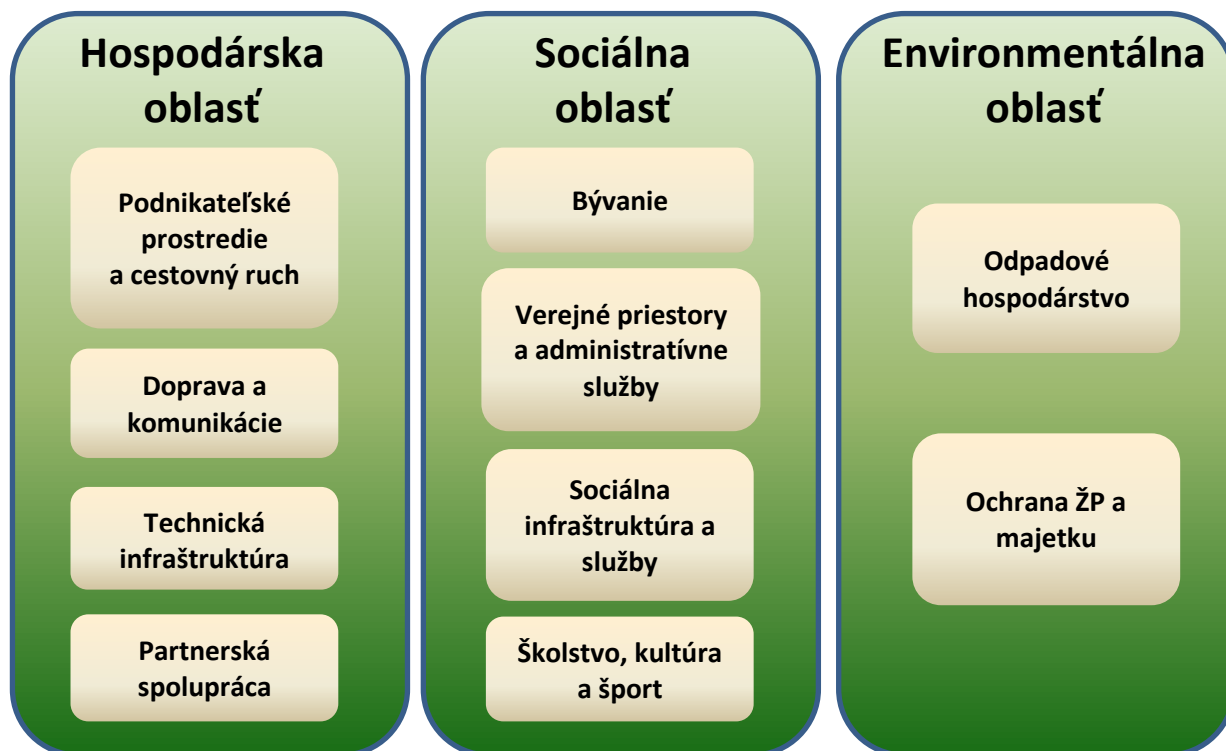 Hospodárska
oblasť
Podnikateľské
prostredie
a cestovný ruch
Doprava a
komunikácie
Technická
infraštruktúra
Partnerská
spolupráca
Sociálna
oblasť
Bývanie
Verejné priestory
a administratívne
služby
Sociálna
infraštruktúra a
služby
Školstvo, kultúra
a šport
Environmentálna
oblasť
Odpadové
hospodárstvo
Ochrana ŽP a
majetku